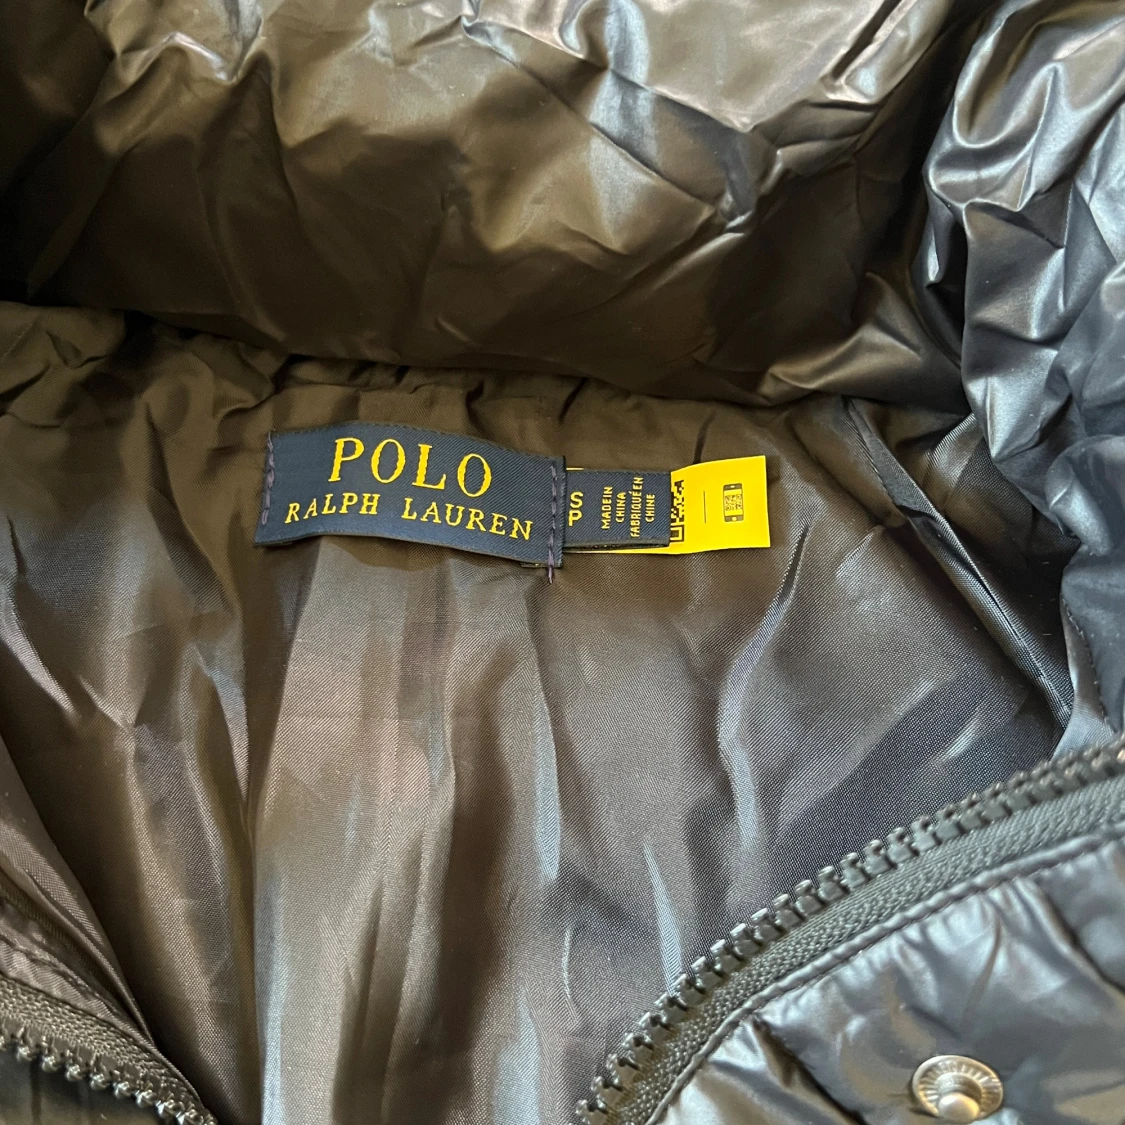 POLO
RALPH LAUREN
S
P
MADE IN
CHINA
FABRIQUÉ EN
CHINE